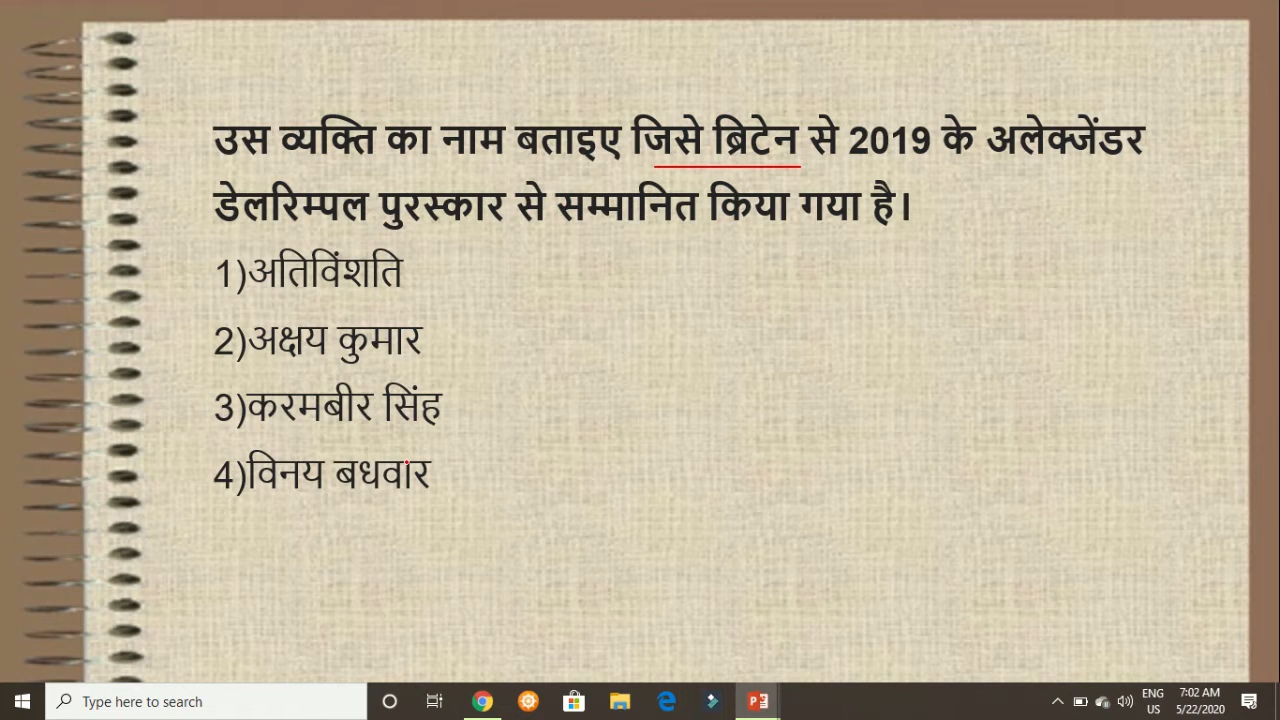 उस व्यक्ति का नाम बताइए जिसे ब्रिटेन से 2019 के अलेक्जेंडर
डेलरिम्पल पुरस्कार से सम्मानित किया गया है।
1)अतिविंशति
2)अक्षय कुमार
3)करमबीर सिंह
4)विनय बधवार
Type here to search
ENG
US
7:02 AM
5/22/2020